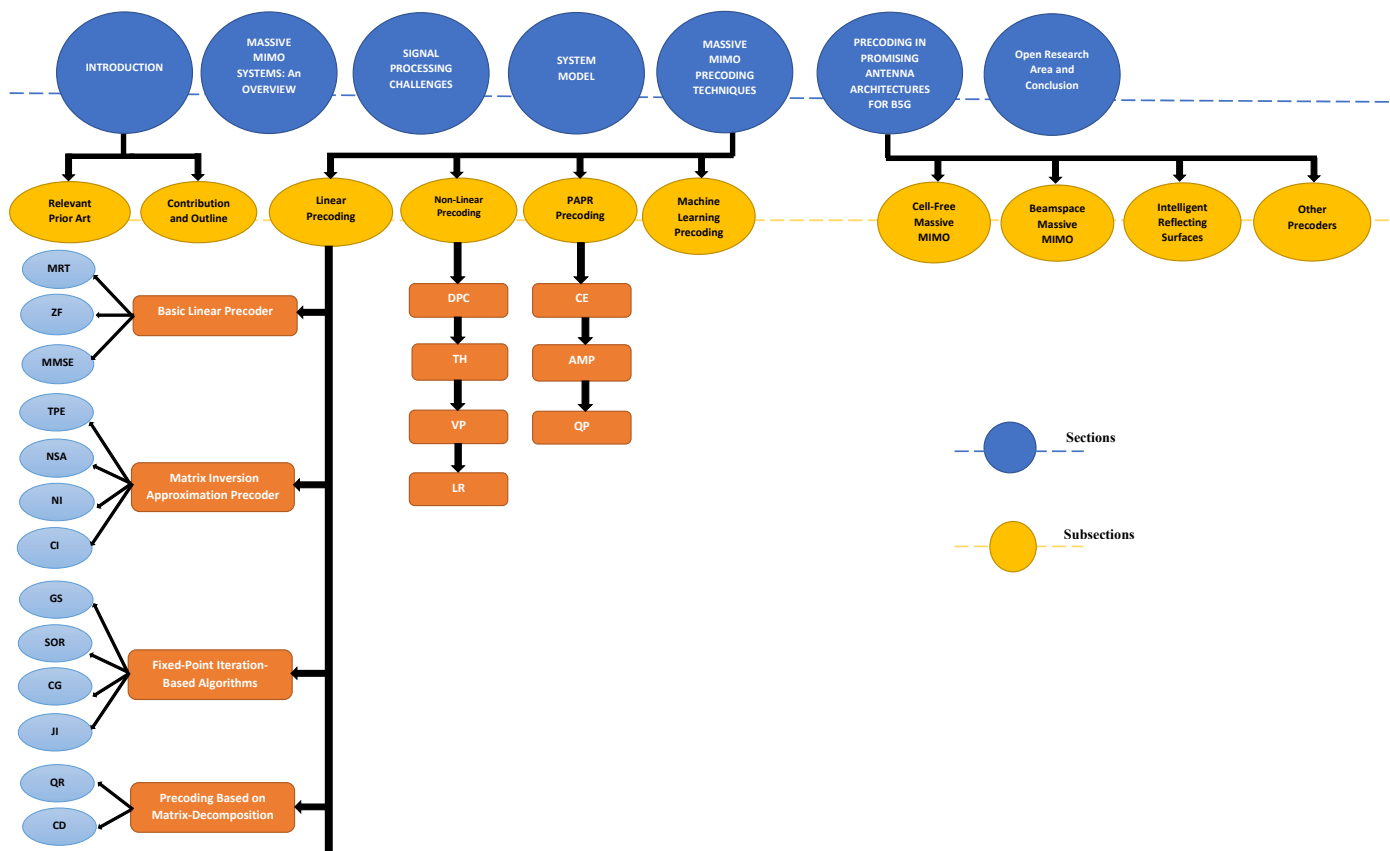 INTRODUCTION
MASSIVE
MIMO
SYSTEMS: An
OVERVIEW
SIGNAL
PROCESSING
CHALLENGES
SYSTEM
MODEL
MASSIVE
MIMO
PRECODING
TECHNIQUES
PRECODING IN
PROMISING
ANTENNA
ARCHITECTURES
FOR B5G
Open Research
Area and
Conclusion
Relevant
Prior Art
Contribution
and Outline
Linear
Precoding
Non-Linear
Precoding
PAPR
Precoding
Machine
Learning
Precoding
Cell-Free
Massive
MIMO
Beamspace
Massive
MIMO
Intelligent
Reflecting
Surfaces
Other
Precoders
MRT
ZF
MMSE
Basic Linear Precoder
TPE
NSA
NI
CI
Matrix Inversion
Approximation Precoder
GS
SOR
CG
JI
Fixed-Point Iteration-
Based Algorithms
QR
CD
Precoding Based on
Matrix-Decomposition
DPC
TH
VP
LR
CE
AMP
QP
Sections
Subsections